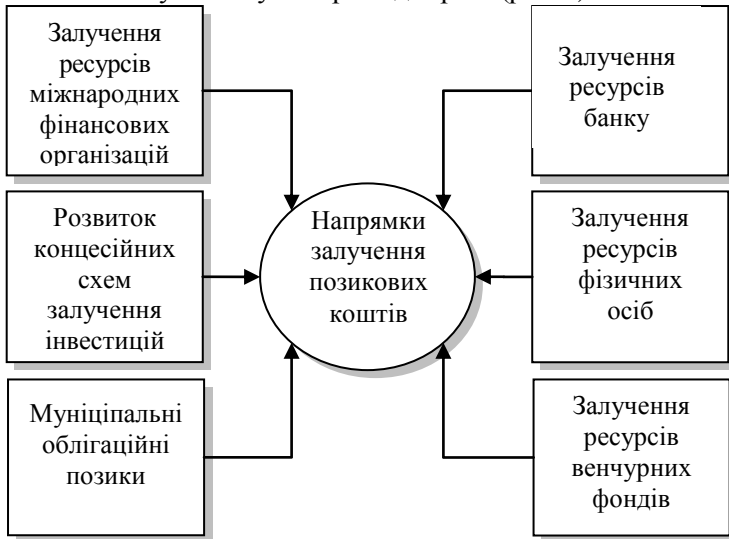 Залучення
ресурсів
міжнародних
фінансових
організацій
Залучення
ресурсів
банку
Розвиток
концесійних
схем
залучення
інвестицій
Напрямки
залучення
позикових
коштів
Залучення
ресурсів
фізичних
осіб
Муніципальні
облігаційні
позики
Залучення
ресурсів
венчурних
фондів